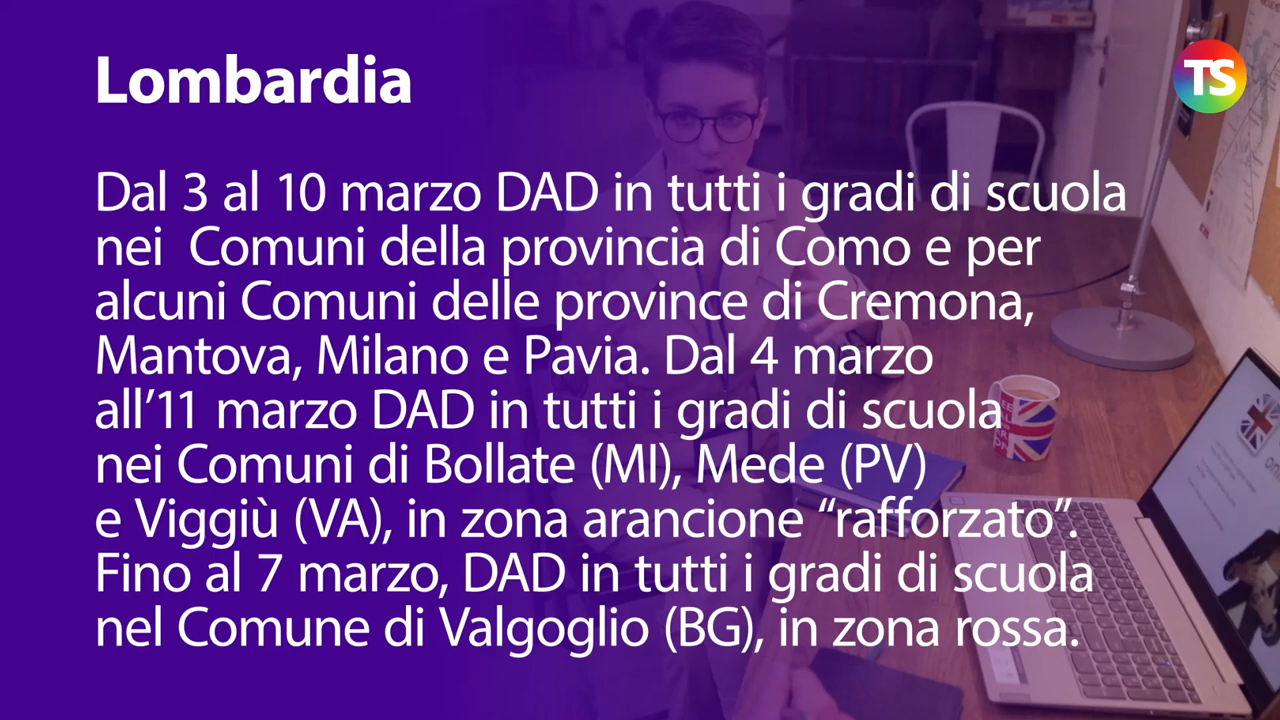 Lombardia
TS
Dal 3 al 10 marzo DAD in tutti i gradi di scuola
nei Comuni della provincia di Como e per
alcuni Comuni delle province di Cremona,
Mantova, Milano e Pavia. Dal 4 marzo
all’11 marzo DAD in tutti i gradi di scuola
nei Comuni di Bollate (MI), Mede (PV)
e Viggiù (VA), in zona arancione “rafforzato”.
Fino al 7 marzo, DAD in tutti i gradi di scuola
nel Comune di Valgoglio (BG), in zona rossa.